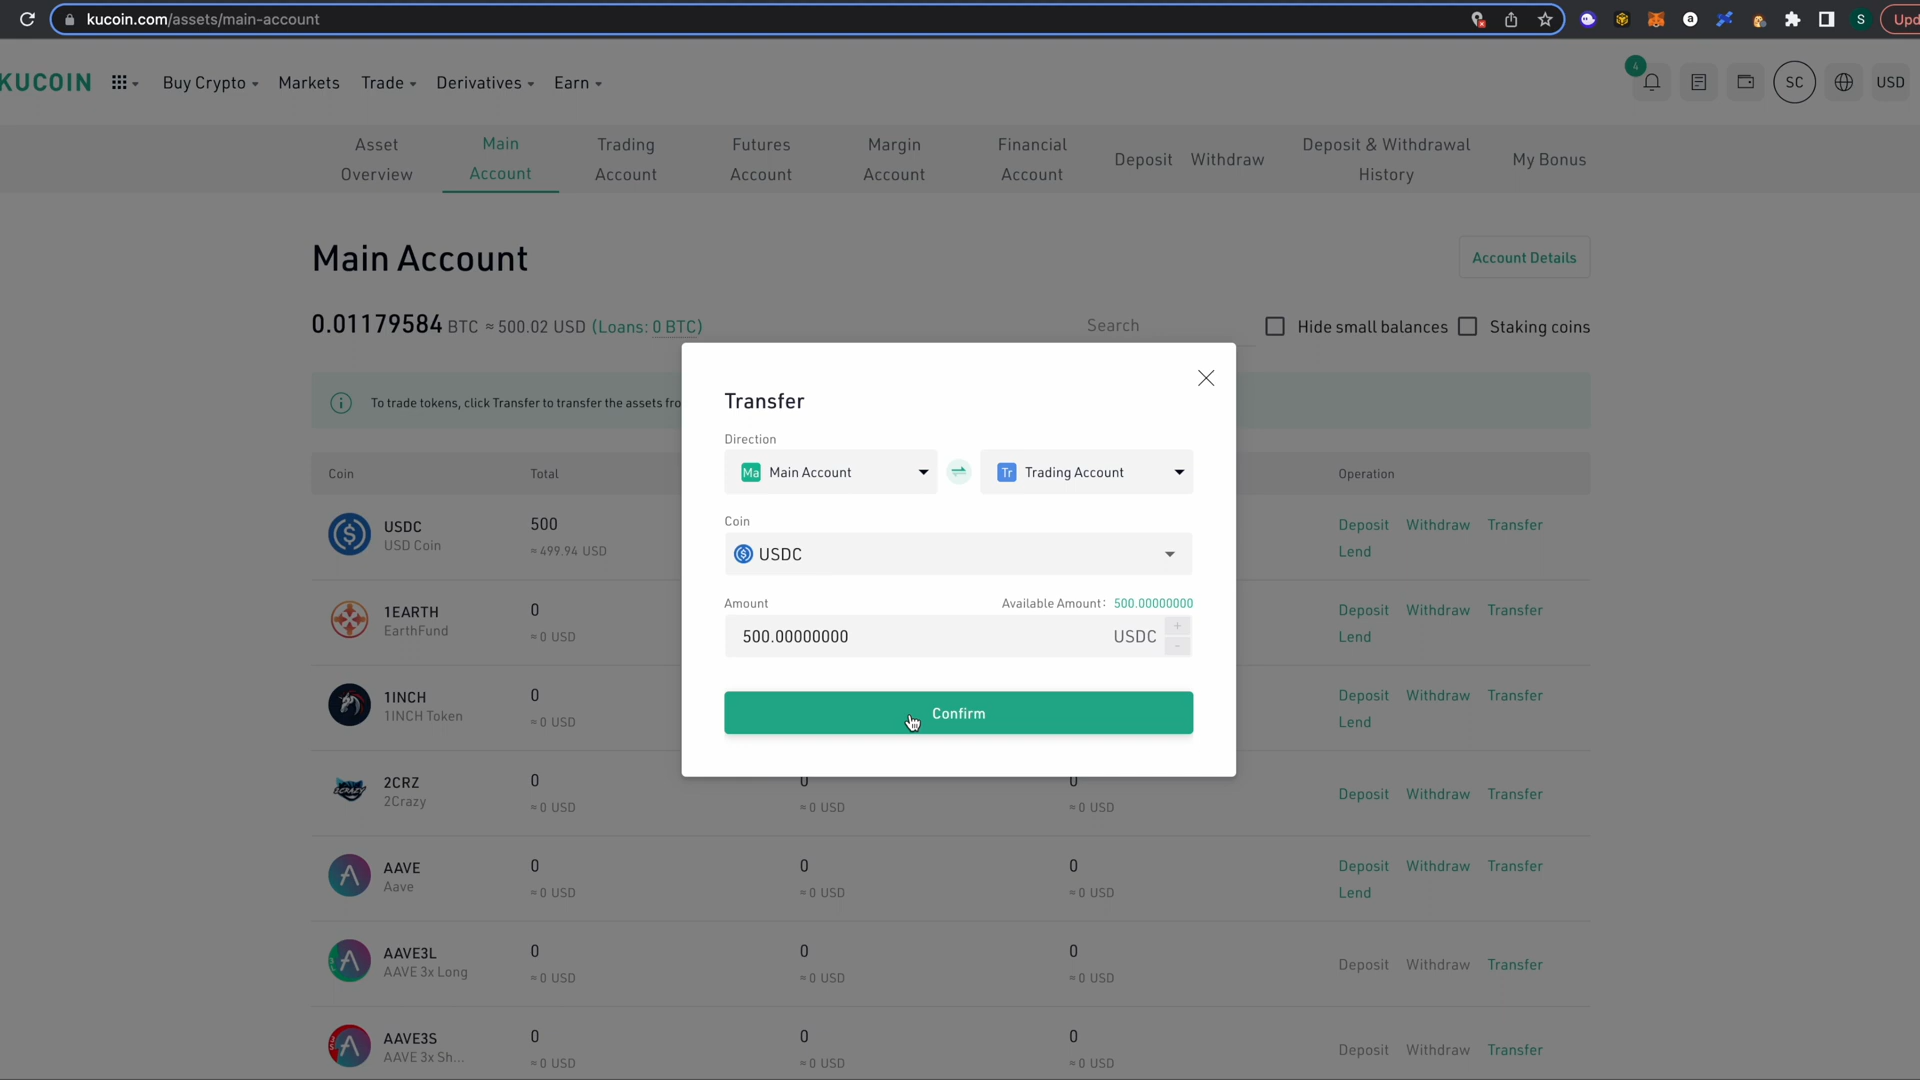 kucoin.com/assets/main-account
S
Upd
KUCOIN
Buy Crypto
Markets
Trade
Derivatives
Earn
4
SC
USD
Asset Overview
Main Account
Trading Account
Futures Account
Margin Account
Financial Account
Deposit
Withdraw
Deposit & Withdrawal History
My Bonus
Main Account
Account Details
0.01179584 BTC ≈ 500.02 USD (Loans: 0 BTC)
Search
Hide small balances
Staking coins
To trade tokens, click Transfer to transfer the assets fro
Transfer
Direction
Ma Main Account
Tr Trading Account
Coin
USDC
Amount
Available Amount: 500.00000000
500.00000000
USDC
+
-
Confirm
Coin
Total
Operation
USDC
USD Coin
500
≈ 499.94 USD
Deposit Withdraw Transfer
Lend
1EARTH
EarthFund
0
≈ 0 USD
Deposit Withdraw Transfer
Lend
1INCH
1INCH Token
0
≈ 0 USD
Deposit Withdraw Transfer
Lend
2CRZ
2Crazy
0
≈ 0 USD
0
≈ 0 USD
0
≈ 0 USD
Deposit Withdraw Transfer
AAVE
Aave
0
≈ 0 USD
0
≈ 0 USD
0
≈ 0 USD
Deposit Withdraw Transfer
Lend
AAVE3L
AAVE 3x Long
0
≈ 0 USD
0
≈ 0 USD
0
≈ 0 USD
Deposit Withdraw Transfer
AAVE3S
AAVE 3x Sh...
0
≈ 0 USD
0
≈ 0 USD
0
≈ 0 USD
Deposit Withdraw Transfer